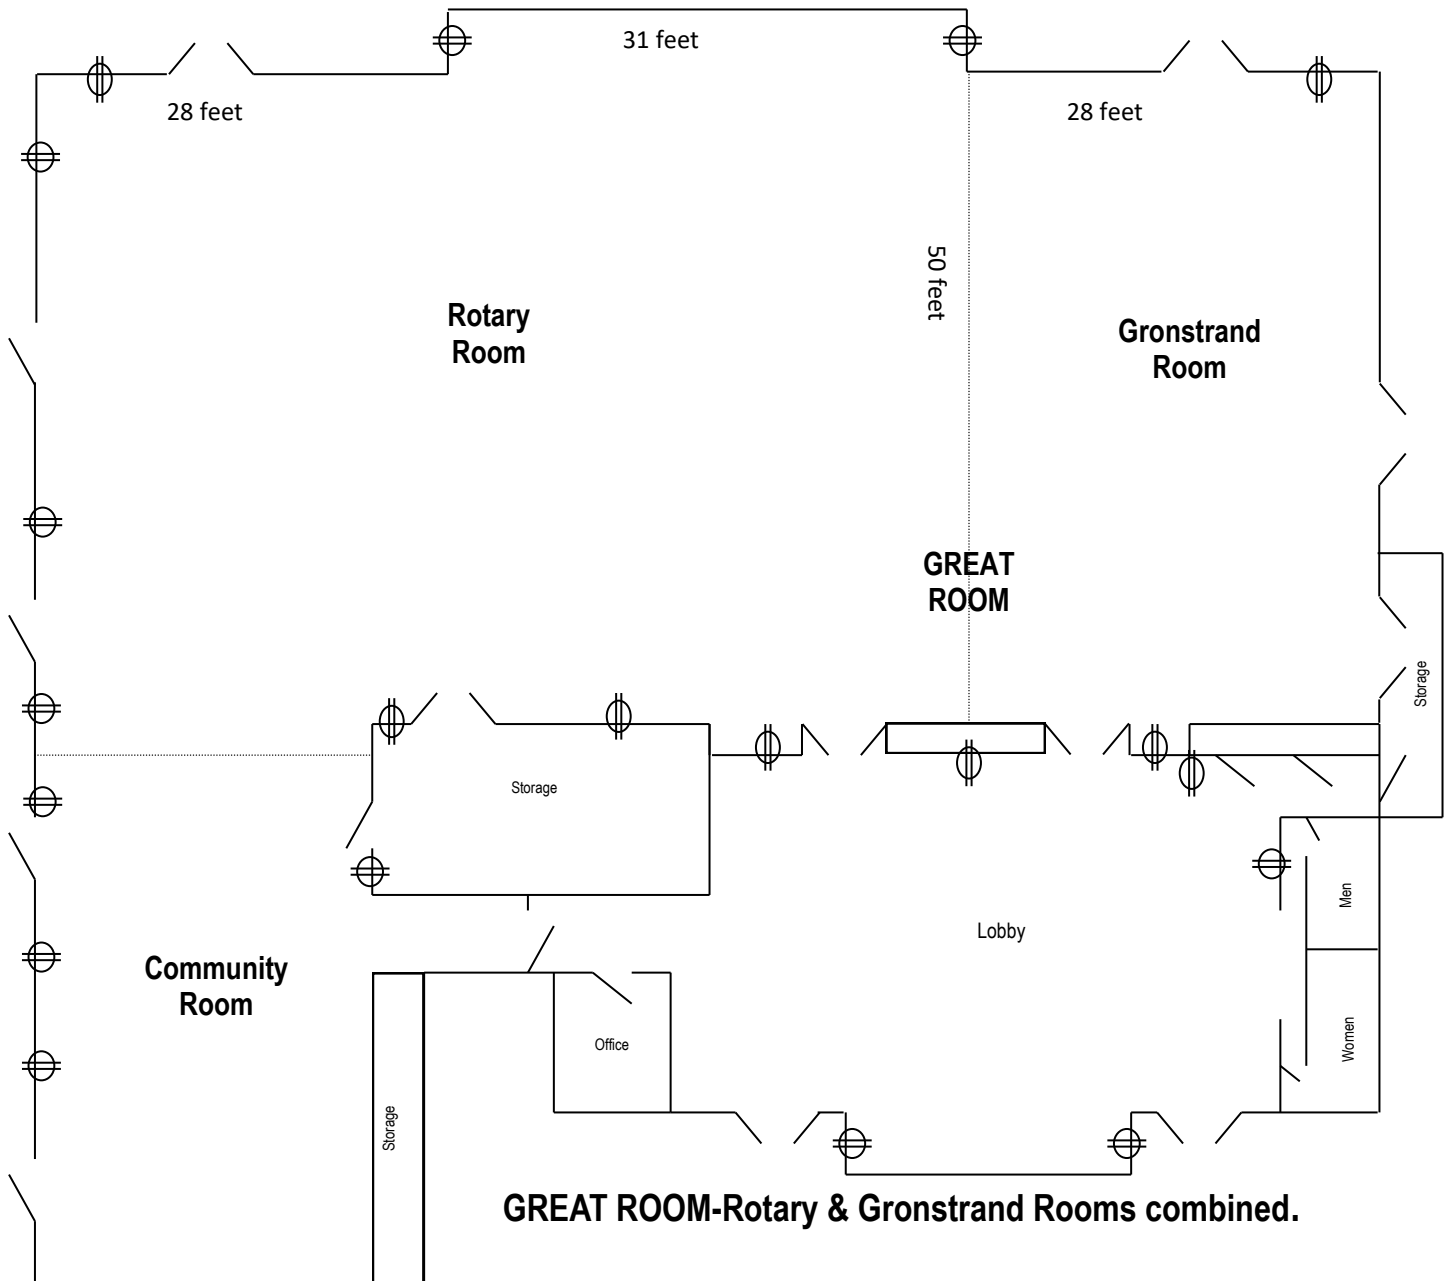 31 feet
28 feet
28 feet
50 feet
Rotary
Room
Gronstrand
Room
GREAT
ROOM
Storage
Storage
Men
Lobby
Community
Room
Office
Women
Storage
GREAT ROOM-Rotary & Gronstrand Rooms combined.